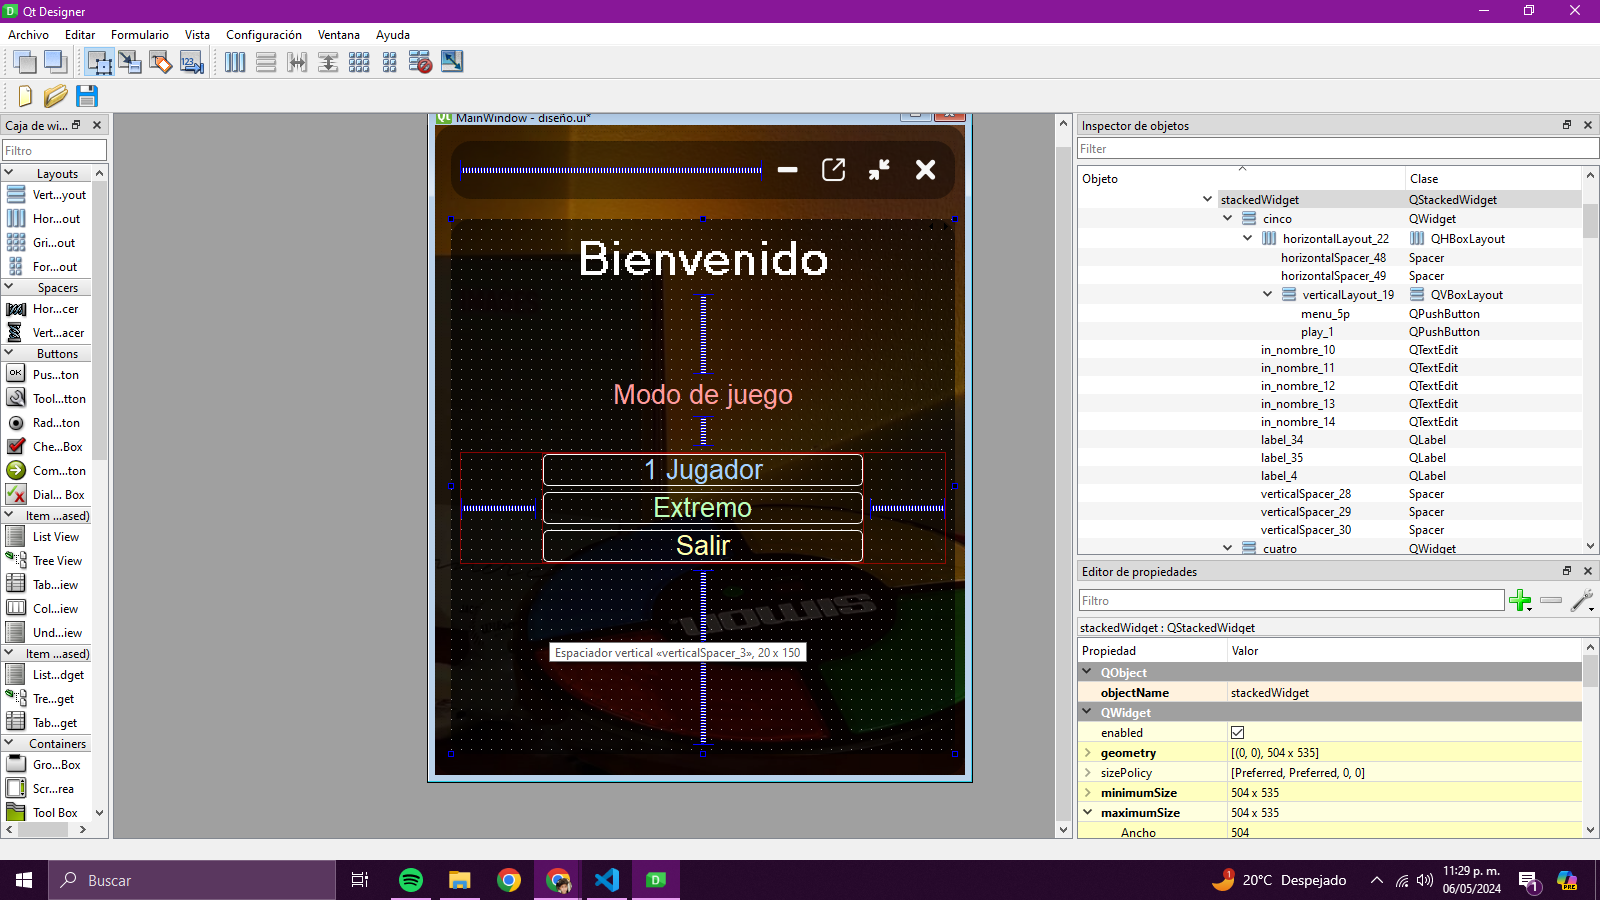 Qt Designer
Archivo Editar Formulario Vista Configuración Ventana Ayuda
Caja de wi...
Filtro
Layouts
Vert...yout
Hor...out
Gri...out
For...out
Spacers
Hor...cer
Vert...acer
Buttons
Pus...ton
Tool...tton
Rad...ton
Che...Box
Com...ton
Dial... Box
Item ...ased)
List View
Tree View
Tab...iew
Col...iew
Und...iew
Item ...ased)
List...dget
Tre...get
Tab...get
Containers
Gro...Box
Scr...rea
Tool Box
MainWindow - diseño.ui*
Bienvenido
Modo de juego
1 Jugador
Extremo
Salir
SIMON
Espaciador vertical «verticalSpacer_3», 20 x 150
Inspector de objetos
Filter
Objeto Clase
stackedWidget QStackedWidget
cinco QWidget
horizontalLayout_22 QHBoxLayout
horizontalSpacer_48 Spacer
horizontalSpacer_49 Spacer
verticalLayout_19 QVBoxLayout
menu_5p QPushButton
play_1 QPushButton
in_nombre_10 QTextEdit
in_nombre_11 QTextEdit
in_nombre_12 QTextEdit
in_nombre_13 QTextEdit
in_nombre_14 QTextEdit
label_34 QLabel
label_35 QLabel
label_4 QLabel
verticalSpacer_28 Spacer
verticalSpacer_29 Spacer
verticalSpacer_30 Spacer
cuatro QWidget
Editor de propiedades
Filtro
stackedWidget : QStackedWidget
Propiedad Valor
QObject
objectName stackedWidget
QWidget
enabled
geometry [(0, 0), 504 x 535]
sizePolicy [Preferred, Preferred, 0, 0]
minimumSize 504 x 535
maximumSize 504 x 535
Ancho 504
Buscar
1
20°C Despejado
11:29 p. m.
06/05/2024
1
PRE